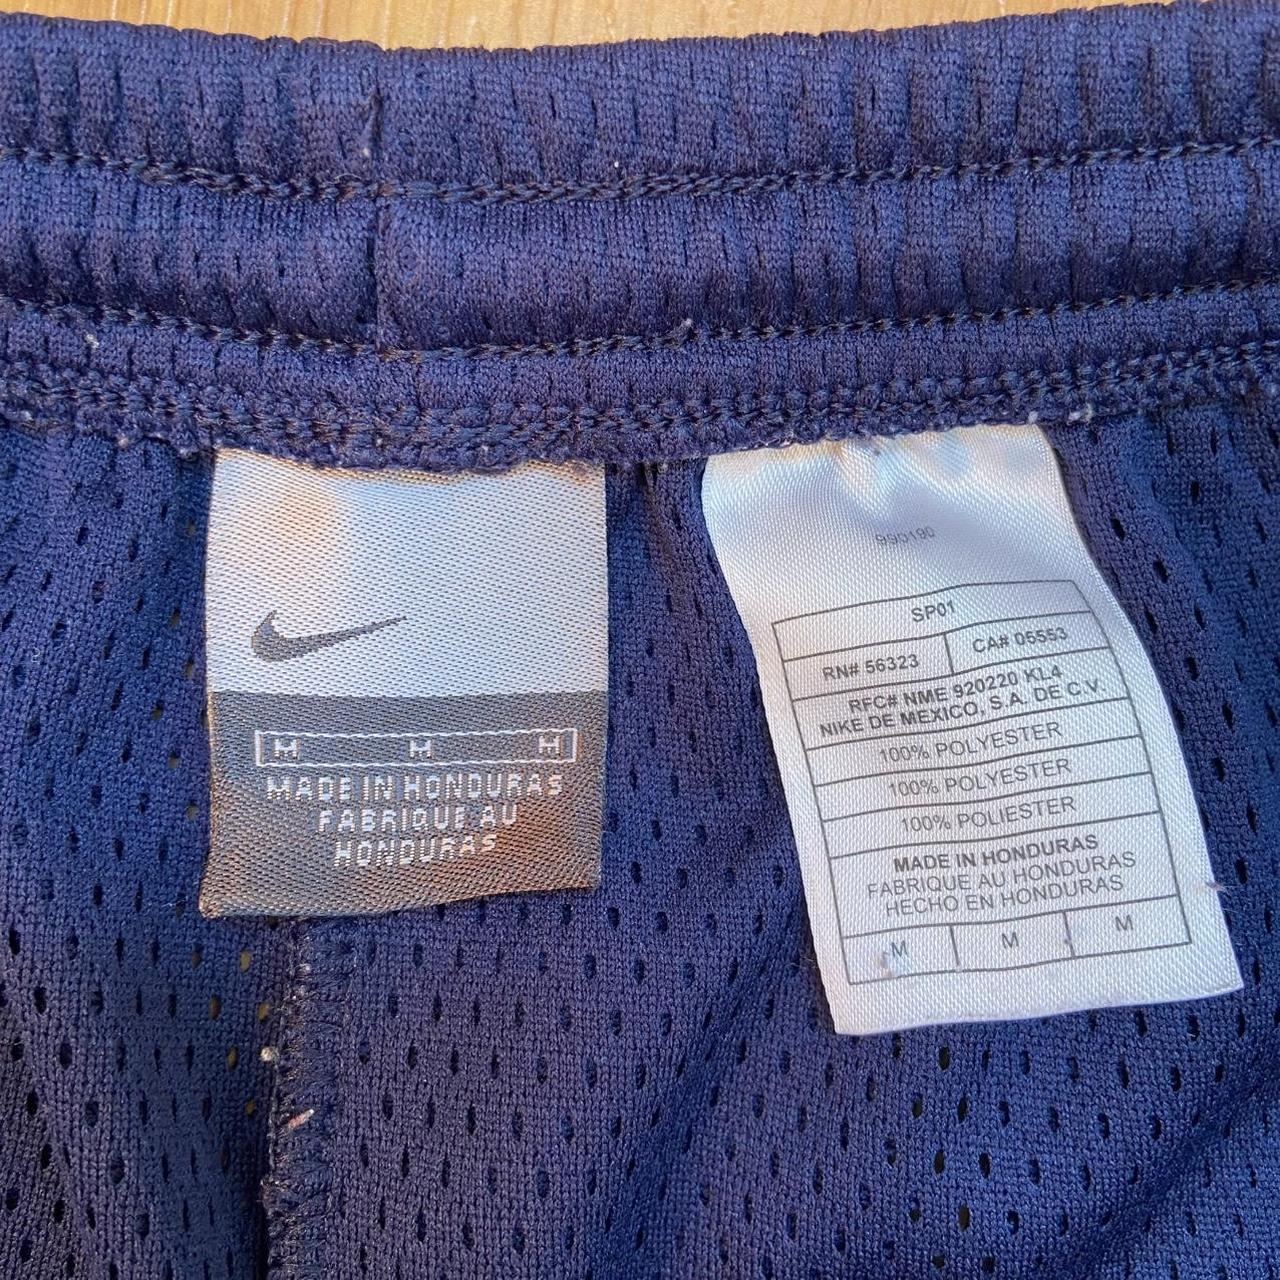 M M M
MADE IN HONDURAS
FABRIQUE AU
HONDURAS
990190
SP01
RN# 56323 CA# 05553
RFC# NME 920220 KL4
NIKE DE MEXICO, S.A. DE C.V.
100% POLYESTER
100% POLYESTER
100% POLIESTER
MADE IN HONDURAS
FABRIQUE AU HONDURAS
HECHO EN HONDURAS
M M M